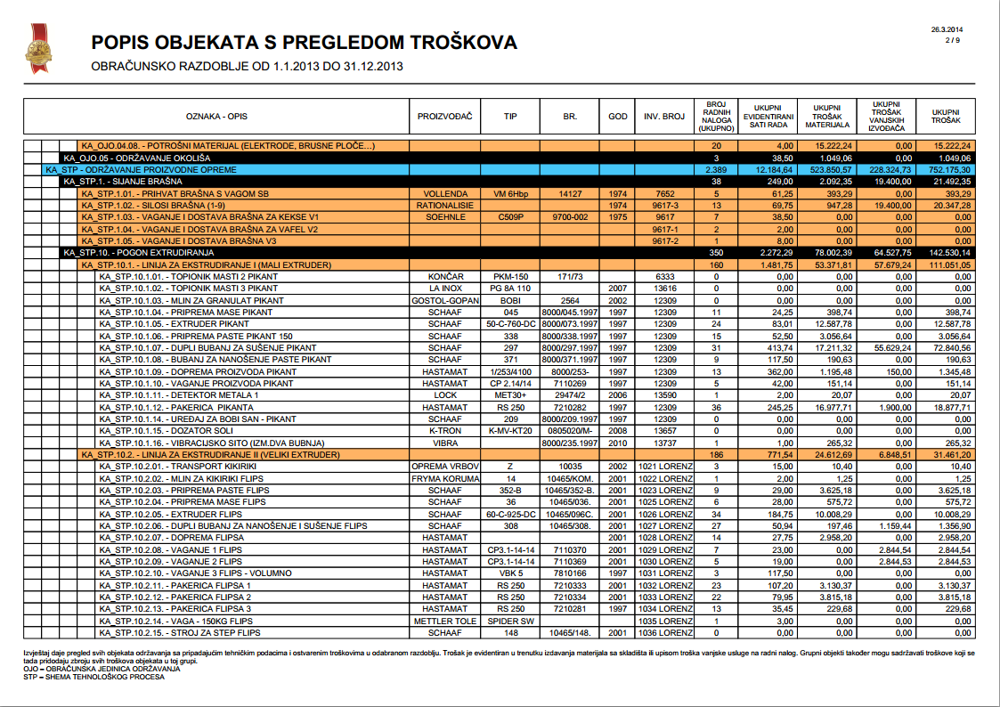 26.3.2014
2 / 9
POPIS OBJEKATA S PREGLEDOM TROŠKOVA
OBRAČUNSKO RAZDOBLJE OD 1.1.2013 DO 31.12.2013
OZNAKA - OPIS PROIZVOĐAČ TIP BR. GOD INV. BROJ BROJ RADNIH NALOGA (UKUPNO) UKUPNI EVIDENTIRANI SATI RADA UKUPNI TROŠAK MATERIJALA UKUPNI TROŠAK VANJSKIH IZVOĐAČA UKUPNI TROŠAK
KA_OJO.04.08. - POTROŠNI MATERIJAL (ELEKTRODE, BRUSNE PLOČE...) 20 4,00 15.222,24 0,00 15.222,24
KA_OJO.05 - ODRŽAVANJE OKOLIŠA 3 38,50 1.049,06 0,00 1.049,06
KA_STP - ODRŽAVANJE PROIZVODNE OPREME 2.389 12.184,64 523.850,57 228.324,73 752.175,30
KA_STP.1. - SIJANJE BRAŠNA 38 249,00 2.092,35 19.400,00 21.492,35
KA_STP.1.01. - PRIHVAT BRAŠNA S VAGOM SB VOLLENDA VM 6Hbp 14127 1974 7652 5 61,25 393,29 0,00 393,29
KA_STP.1.02. - SILOSI BRAŠNA (1-9) RATIONALISIE 1974 9617-3 13 69,75 947,28 19.400,00 20.347,28
KA_STP.1.03. - VAGANJE I DOSTAVA BRAŠNA ZA KEKSE V1 SOEHNLE C509P 9700-002 1975 9617 7 38,50 0,00 0,00 0,00
KA_STP.1.04. - VAGANJE I DOSTAVA BRAŠNA ZA VAFEL V2 9617-1 2 2,00 0,00 0,00 0,00
KA_STP.1.05. - VAGANJE I DOSTAVA BRAŠNA V3 9617-2 1 8,00 0,00 0,00 0,00
KA_STP.10. - POGON EXTRUDIRANJA 350 2.272,29 78.002,39 64.527,75 142.530,14
KA_STP.10.1. - LINIJA ZA EKSTRUDIRANJE I (MALI EXTRUDER) 160 1.481,75 53.371,81 57.679,24 111.051,05
KA_STP.10.1.01. - TOPIONIK MASTI 2 PIKANT KONČAR PKM-150 171/73 6333 0 0,00 0,00 0,00 0,00
KA_STP.10.1.02. - TOPIONIK MASTI 3 PIKANT LA INOX PG 8A 110 2007 13616 0 0,00 0,00 0,00 0,00
KA_STP.10.1.03. - MLIN ZA GRANULAT PIKANT GOSTOL-GOPAN BOBI 2564 2002 12309 0 0,00 0,00 0,00 0,00
KA_STP.10.1.04. - PRIPREMA MASE PIKANT SCHAAF 045 8000/045.1997 1997 12309 11 24,25 398,74 0,00 398,74
KA_STP.10.1.05. - EXTRUDER PIKANT SCHAAF 50-C-760-DC 8000/073.1997 1997 12309 24 83,01 12.587,78 0,00 12.587,78
KA_STP.10.1.06. - PRIPREMA PASTE PIKANT 150 SCHAAF 338 8000/338.1997 1997 12309 15 52,50 3.056,64 0,00 3.056,64
KA_STP.10.1.07. - DUPLI BUBANJ ZA SUŠENJE PIKANT SCHAAF 297 8000/297.1997 1997 12309 31 413,74 17.211,32 55.629,24 72.840,56
KA_STP.10.1.08. - BUBANJ ZA NANOŠENJE PASTE PIKANT SCHAAF 371 8000/371.1997 1997 12309 9 117,50 190,63 0,00 190,63
KA_STP.10.1.09. - DOPREMA PROIZVODA PIKANT HASTAMAT 1/253/4100 8000/253- 1997 12309 13 362,00 1.195,48 150,00 1.345,48
KA_STP.10.1.10. - VAGANJE PROIZVODA PIKANT HASTAMAT CP 2.14/14 7110269 1997 12309 5 42,00 151,14 0,00 151,14
KA_STP.10.1.11. - DETEKTOR METALA 1 LOCK MET30+ 29474/2 2006 13590 1 2,00 20,07 0,00 20,07
KA_STP.10.1.12. - PAKERICA PIKANTA HASTAMAT RS 250 7210282 1997 12309 36 245,25 16.977,71 1.900,00 18.877,71
KA_STP.10.1.14. - UREĐAJ ZA BOBI SAN - PIKANT SCHAAF 209 8000/209.1997 1997 12309 0 0,00 0,00 0,00 0,00
KA_STP.10.1.15. - DOZATOR SOLI K-TRON K-MV-KT20 0805020/M- 2008 13657 0 0,00 0,00 0,00 0,00
KA_STP.10.1.16. - VIBRACIJSKO SITO (IZM.DVA BUBNJA) VIBRA 8000/235.1997 2010 13737 1 1,00 265,32 0,00 265,32
KA_STP.10.2. - LINIJA ZA EKSTRUDIRANJE II (VELIKI EXTRUDER) 186 771,54 24.612,69 6.848,51 31.461,20
KA_STP.10.2.01. - TRANSPORT KIKIRIKI OPREMA VRBOV Z 10035 2002 1021 LORENZ 3 15,00 10,40 0,00 10,40
KA_STP.10.2.02. - MLIN ZA KIKIRIKI FLIPS FRYMA KORUMA 14 10465/KOM. 2001 1022 LORENZ 1 2,00 1,25 0,00 1,25
KA_STP.10.2.03. - PRIPREMA PASTE FLIPS SCHAAF 352-B 10465/352-B. 2001 1023 LORENZ 9 29,00 3.625,18 0,00 3.625,18
KA_STP.10.2.04. - PRIPREMA MASE FLIPS SCHAAF 36 10465/036. 2001 1025 LORENZ 6 28,00 575,72 0,00 575,72
KA_STP.10.2.05. - EXTRUDER FLIPS SCHAAF 60-C-925-DC 10465/096C. 2001 1026 LORENZ 34 184,75 10.008,29 0,00 10.008,29
KA_STP.10.2.06. - DUPLI BUBANJ ZA NANOŠENJE I SUŠENJE FLIPS SCHAAF 308 10465/308. 2001 1027 LORENZ 27 50,94 197,46 1.159,44 1.356,90
KA_STP.10.2.07. - DOPREMA FLIPSA HASTAMAT 2001 1028 LORENZ 14 27,75 2.958,20 0,00 2.958,20
KA_STP.10.2.08. - VAGANJE 1 FLIPS HASTAMAT CP3.1-14-14 7110370 2001 1029 LORENZ 7 23,00 0,00 2.844,54 2.844,54
KA_STP.10.2.09. - VAGANJE 2 FLIPS HASTAMAT CP3.1-14-14 7110369 2001 1030 LORENZ 5 19,00 0,00 2.844,53 2.844,53
KA_STP.10.2.10. - VAGANJE 3 FLIPS - VOLUMNO HASTAMAT VBK 5 7810166 1997 1031 LORENZ 3 117,50 0,00 0,00 0,00
KA_STP.10.2.11. - PAKERICA FLIPSA 1 HASTAMAT RS 250 7210333 2001 1032 LORENZ 23 107,20 3.130,37 0,00 3.130,37
KA_STP.10.2.12. - PAKERICA FLIPSA 2 HASTAMAT RS 250 7210334 2001 1033 LORENZ 22 79,95 3.815,18 0,00 3.815,18
KA_STP.10.2.13. - PAKERICA FLIPSA 3 HASTAMAT RS 250 7210281 1997 1034 LORENZ 13 35,45 229,68 0,00 229,68
KA_STP.10.2.14. - VAGA - 150KG FLIPS METTLER TOLE SPIDER SW 1035 LORENZ 1 3,00 0,00 0,00 0,00
KA_STP.10.2.15. - STROJ ZA STEP FLIPS SCHAAF 148 10465/148. 2001 1036 LORENZ 0 0,00 0,00 0,00 0,00
Izvještaj daje pregled svih objekata održavanja sa pripadajućim tehničkim podacima i ostvarenim troškovima u odabranom razdoblju. Trošak je evidentiran u trenutku izdavanja materijala sa skladišta ili upisom troška vanjske usluge na radni nalog. Grupni objekti također mogu sadržavati troškove koji se
tada pridodaju zbroju svih troškova objekata u toj grupi.
OJO – OBRAČUNSKA JEDINICA ODRŽAVANJA
STP – SHEMA TEHNOLOŠKOG PROCESA